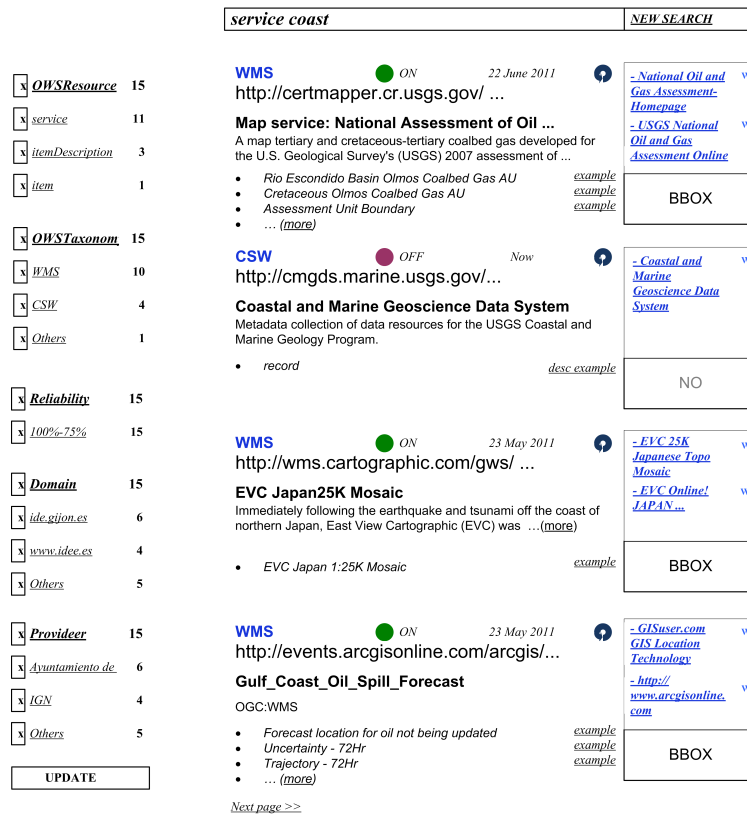 service coast
NEW SEARCH
x OWSResource 15
x service 11
x itemDescription 3
x item 1
x OWSTaxonom 15
x WMS 10
x CSW 4
x Others 1
x Reliability 15
x 100%-75% 15
x Domain 15
x ide.gijon.es 6
x www.idee.es 4
x Others 5
x Provideer 15
x Ayuntamiento de 6
x IGN 4
x Others 5
UPDATE
WMS ON 22 June 2011
http://certmapper.cr.usgs.gov/ ...
Map service: National Assessment of Oil ...
A map tertiary and cretaceous-tertiary coalbed gas developed for
the U.S. Geological Survey's (USGS) 2007 assessment of ...
• Rio Escondido Basin Olmos Coalbed Gas AU example
• Cretaceous Olmos Coalbed Gas AU example
• Assessment Unit Boundary example
• … (more)
- National Oil and
Gas Assessment-
Homepage
- USGS National
Oil and Gas
Assessment Online
BBOX
CSW OFF Now
http://cmgds.marine.usgs.gov/...
Coastal and Marine Geoscience Data System
Metadata collection of data resources for the USGS Coastal and
Marine Geology Program.
• record desc example
- Coastal and
Marine
Geoscience Data
System
NO
WMS ON 23 May 2011
http://wms.cartographic.com/gws/ ...
EVC Japan25K Mosaic
Immediately following the earthquake and tsunami off the coast of
northern Japan, East View Cartographic (EVC) was …(more)
• EVC Japan 1:25K Mosaic example
- EVC 25K
Japanese Topo
Mosaic
- EVC Online!
JAPAN ...
BBOX
WMS ON 23 May 2011
http://events.arcgisonline.com/arcgis/...
Gulf_Coast_Oil_Spill_Forecast
OGC:WMS
• Forecast location for oil not being updated example
• Uncertainty - 72Hr example
• Trajectory - 72Hr example
• … (more)
- GISuser.com
GIS Location
Technology
- http://
www.arcgisonline.
com
BBOX
Next page >>